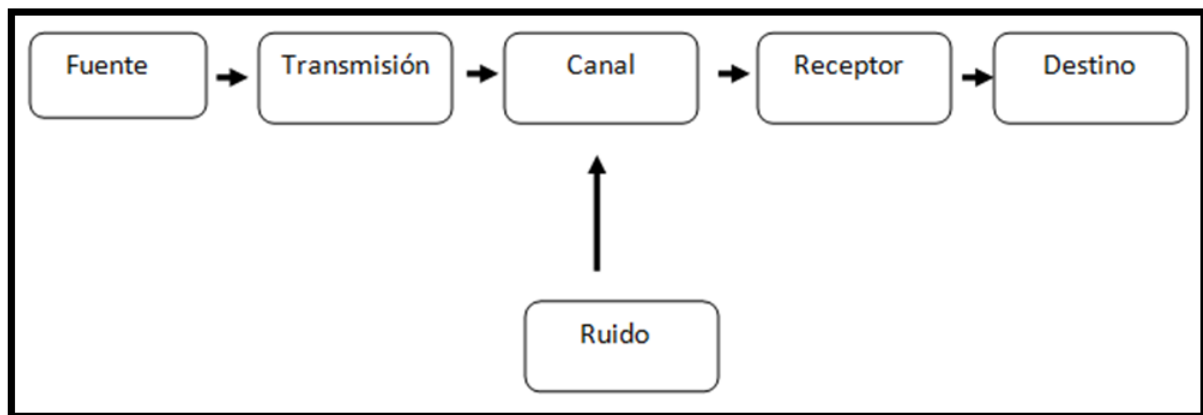 Fuente
Transmisión
Canal
Receptor
Destino
Ruido